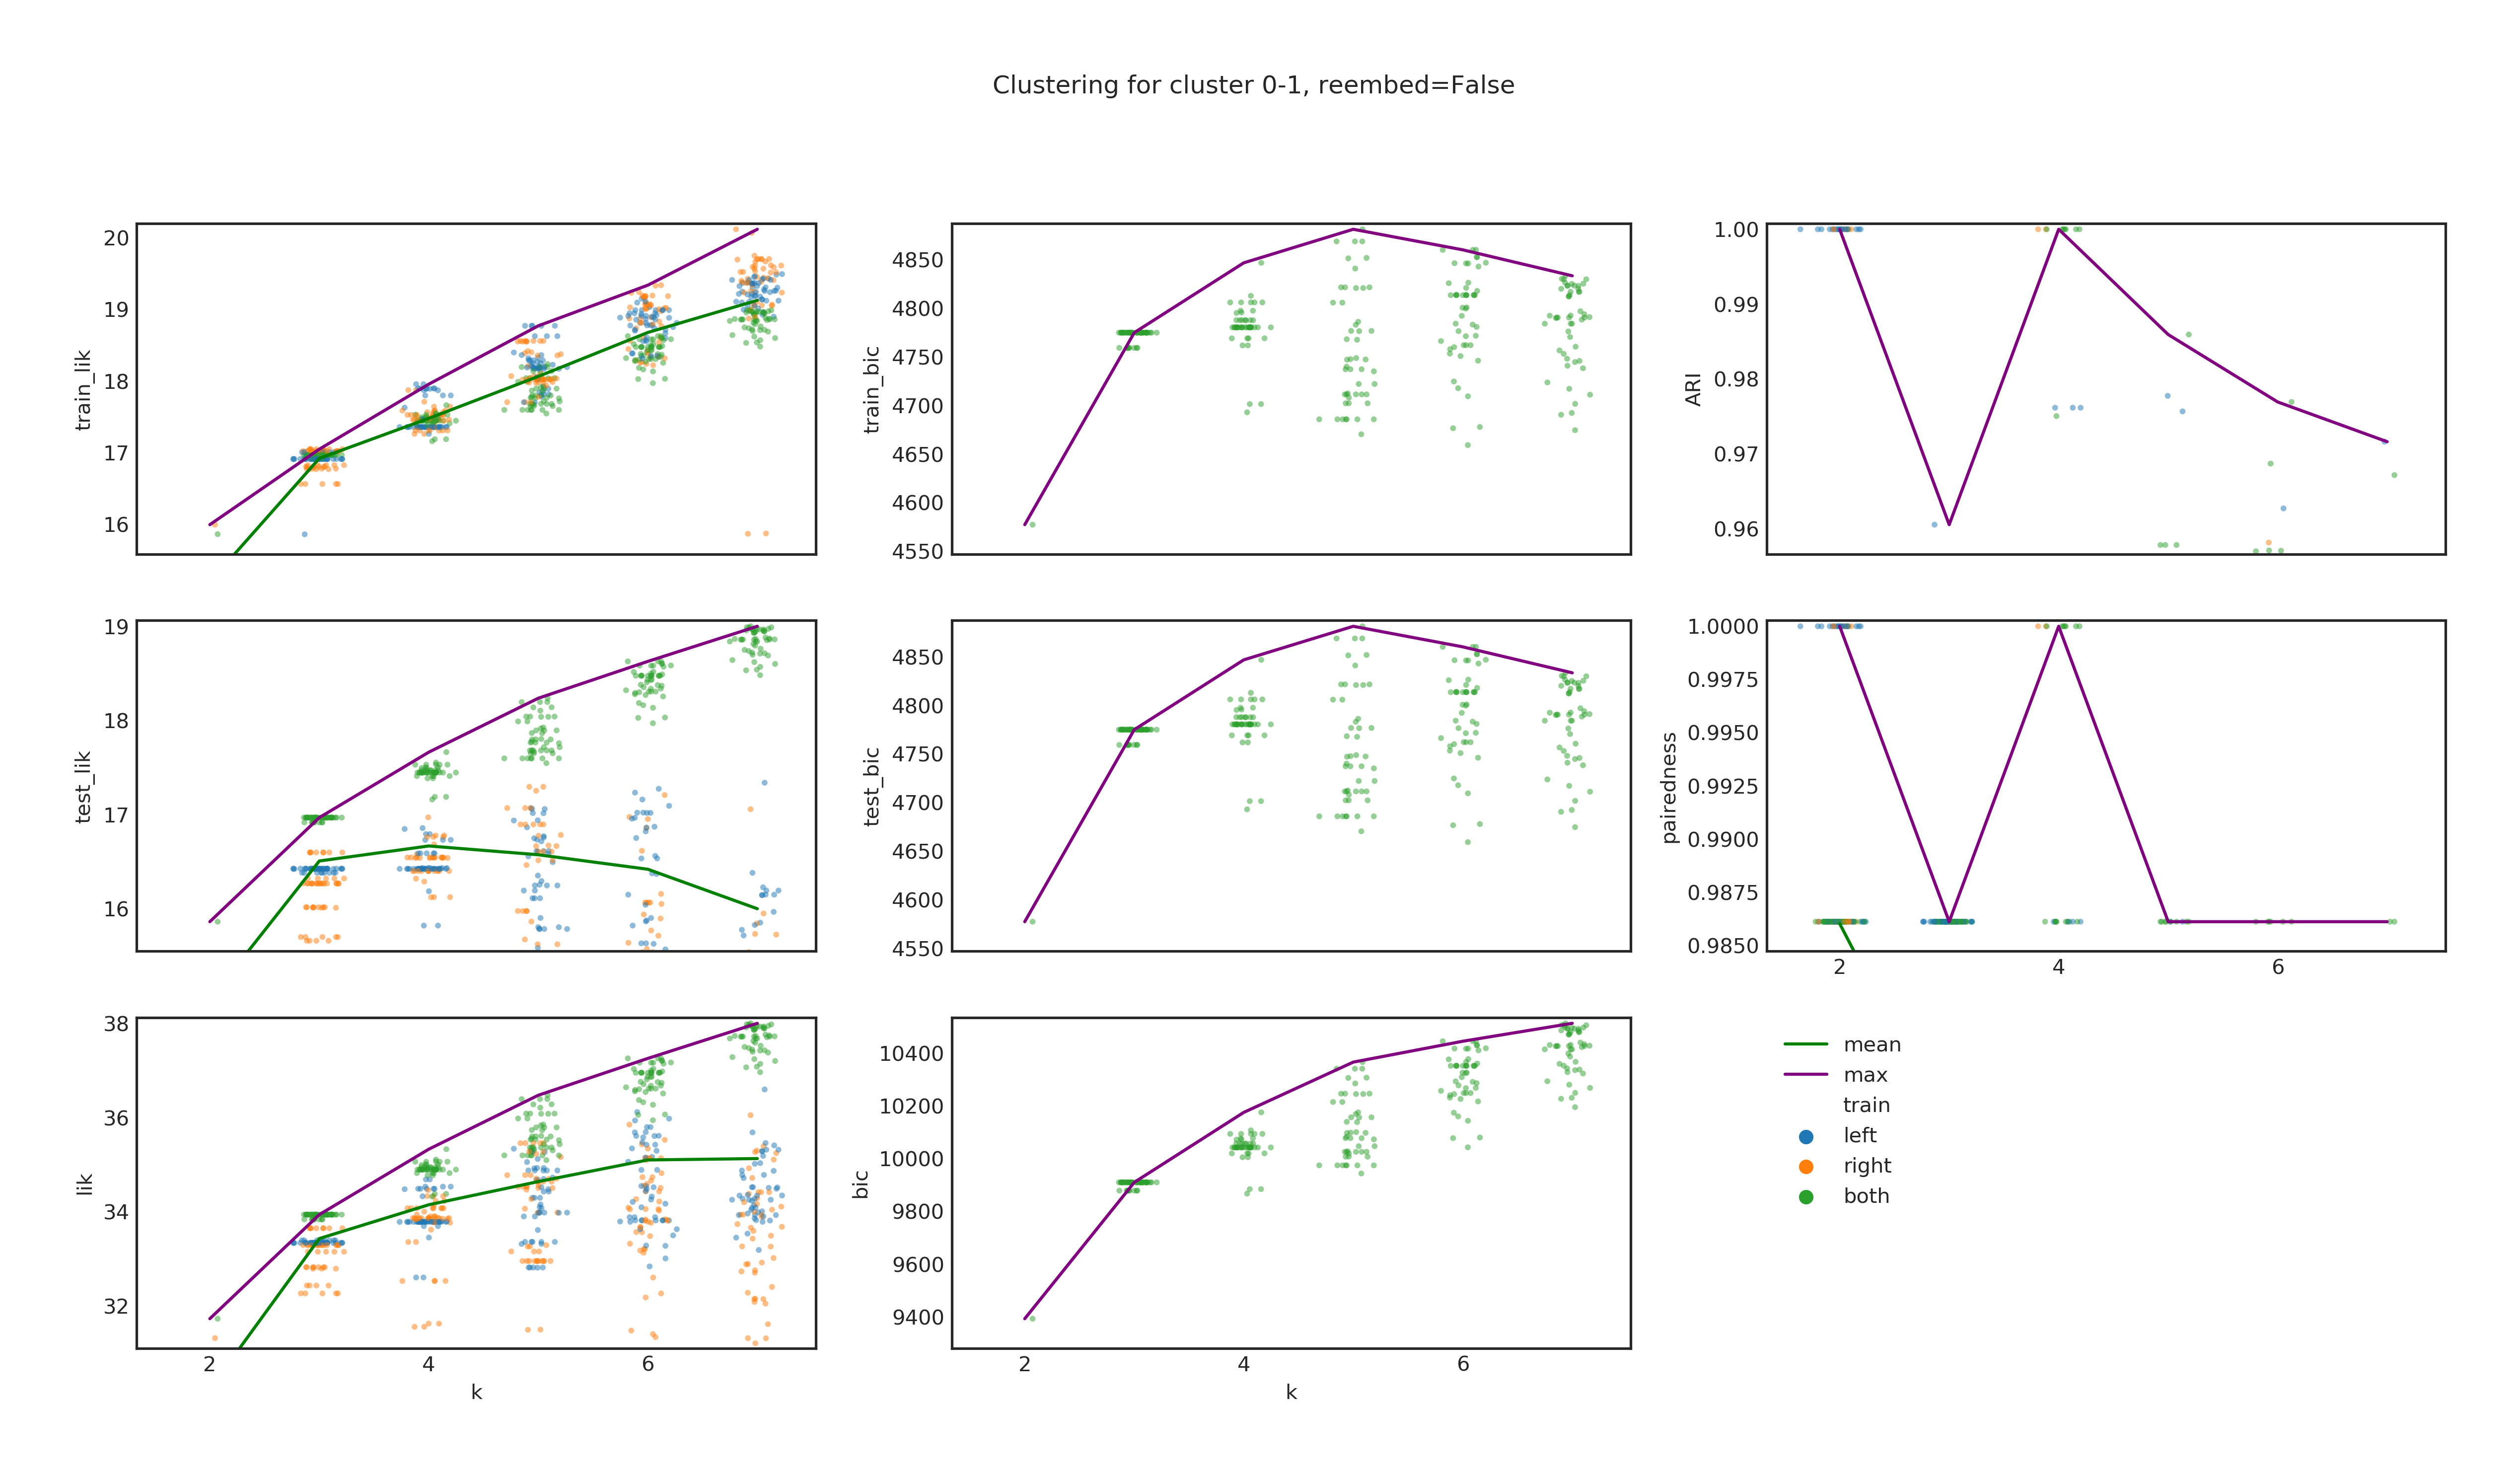 Clustering for cluster 0-1, reembed=False
train_lik
20
19
18
17
16
train_bic
4850
4800
4750
4700
4650
4600
4550
ARI
1.00
0.99
0.98
0.97
0.96
test_lik
19
18
17
16
test_bic
4850
4800
4750
4700
4650
4600
4550
pairedness
1.0000
0.9975
0.9950
0.9925
0.9900
0.9875
0.9850
2 4 6
lik
38
36
34
32
2 4 6
k
bic
10400
10200
10000
9800
9600
9400
2 4 6
k
mean
max
train
left
right
both